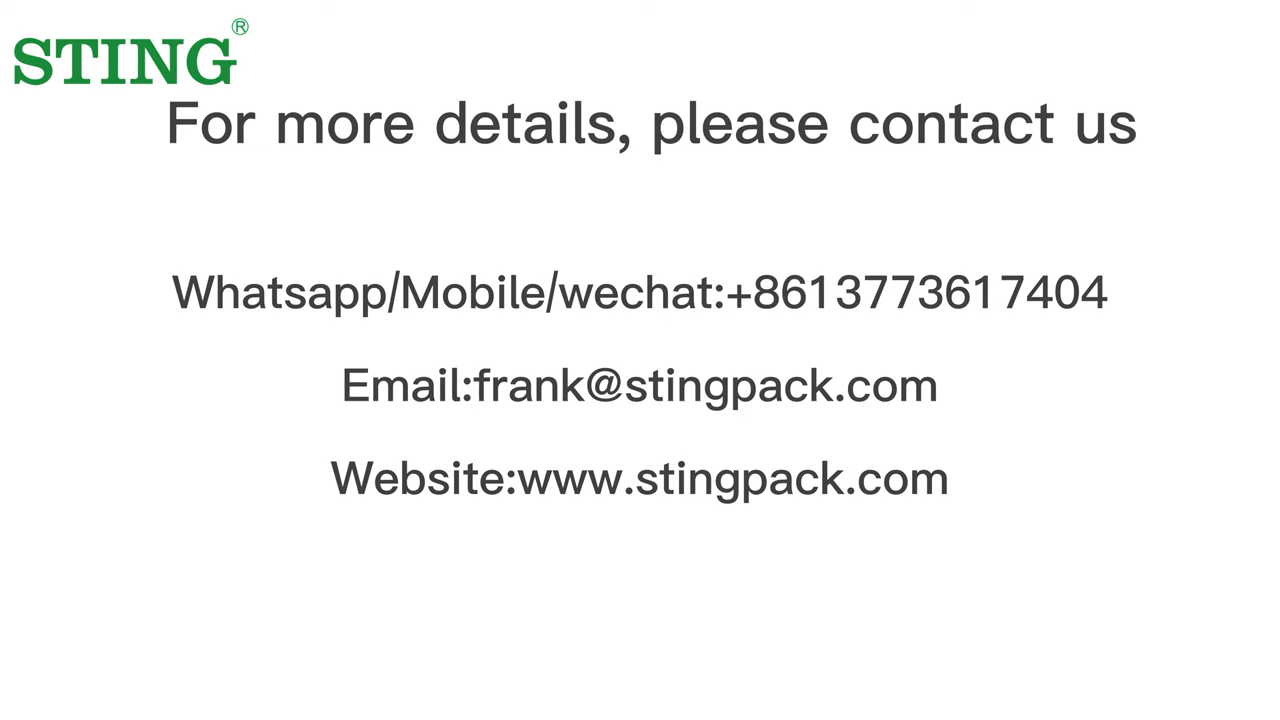 STING®
For more details, please contact us
Whatsapp/Mobile/wechat:+8613773617404
Email:frank@stingpack.com
Website:www.stingpack.com